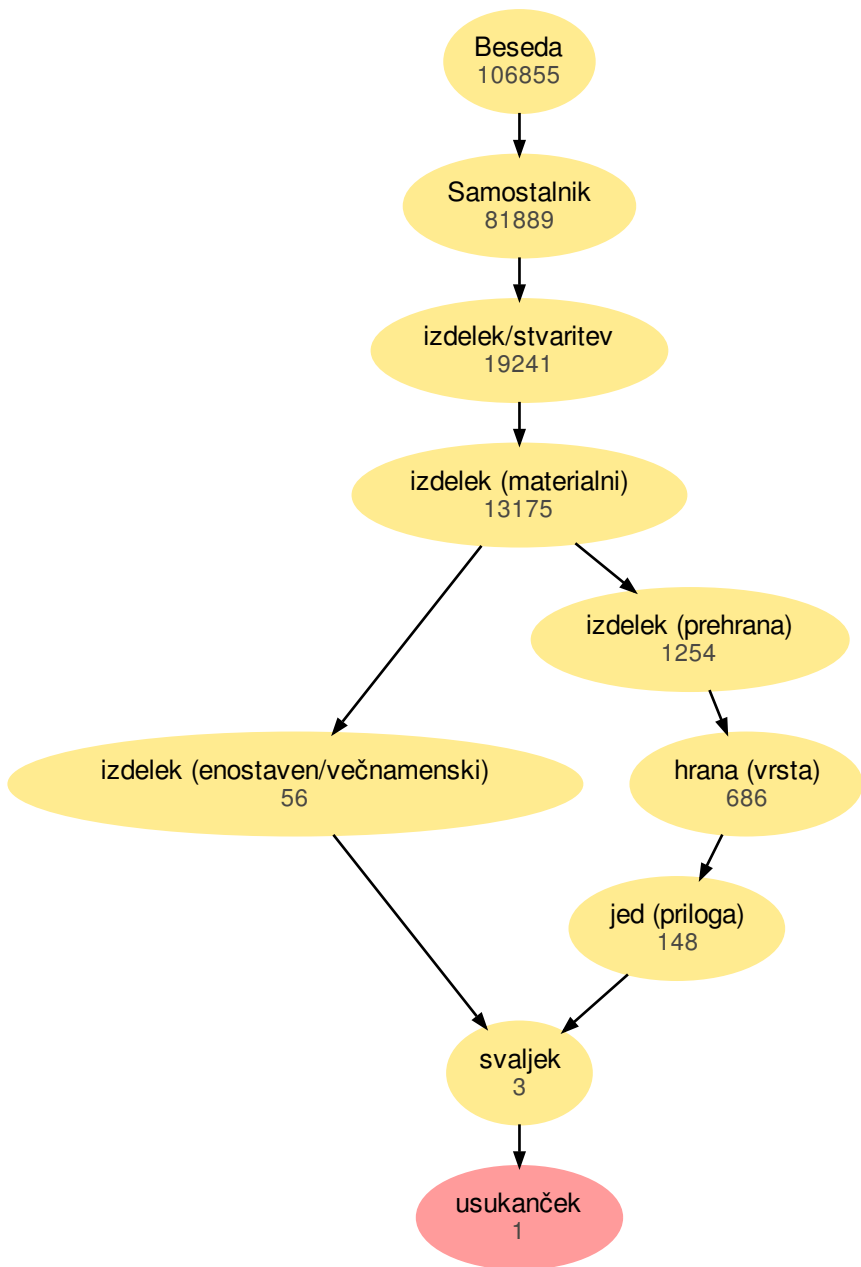 Beseda
106855
Samostalnik
81889
izdelek/stvaritev
19241
izdelek (materialni)
13175
izdelek (prehrana)
1254
izdelek (enostaven/večnamenski)
56
hrana (vrsta)
686
jed (priloga)
148
svaljek
3
usukanček
1